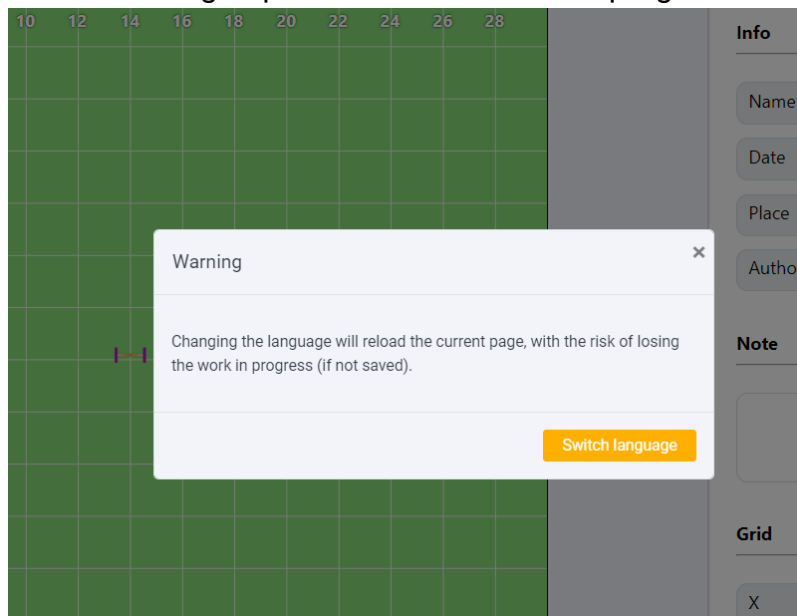 10 12 14 16 18 20 22 24 26 28
Info
Name
Date
Place
Warning
×
Autho
Changing the language will reload the current page, with the risk of losing
the work in progress (if not saved).
Note
Switch language
Grid
X